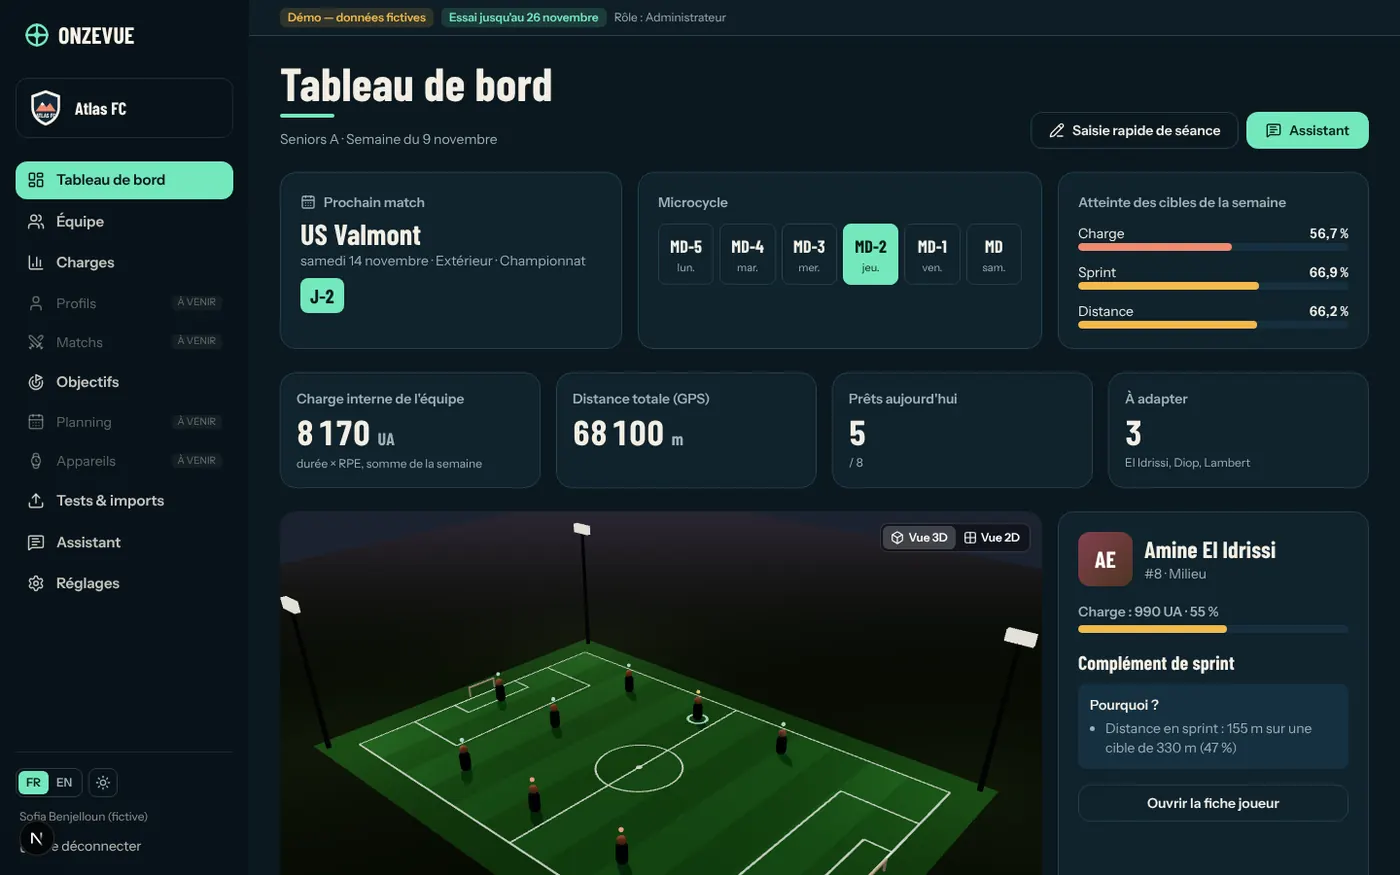 ONZEVUE
Atlas FC
Tableau de bord
Équipe
Charges
Profils À VENIR
Matchs À VENIR
Objectifs
Planning À VENIR
Appareils À VENIR
Tests & imports
Assistant
Réglages
FR EN
Sofia Benjelloun (fictive)
N
e déconnecter
Démo — données fictives Essai jusqu'au 26 novembre Rôle : Administrateur
Tableau de bord
Seniors A · Semaine du 9 novembre
Saisie rapide de séance
Assistant
Prochain match
US Valmont
samedi 14 novembre · Extérieur · Championnat
J-2
Microcycle
MD-5 MD-4 MD-3 MD-2 MD-1 MD
lun. mar. mer. jeu. ven. sam.
Atteinte des cibles de la semaine
Charge 56,7 %
Sprint 66,9 %
Distance 66,2 %
Charge interne de l'équipe
8 170 UA
durée × RPE, somme de la semaine
Distance totale (GPS)
68 100 m
Prêts aujourd'hui
5
/ 8
À adapter
3
El Idrissi, Diop, Lambert
Vue 3D Vue 2D
AE
Amine El Idrissi
#8 · Milieu
Charge : 990 UA · 55 %
Complément de sprint
Pourquoi ?
• Distance en sprint : 155 m sur une
cible de 330 m (47 %)
Ouvrir la fiche joueur